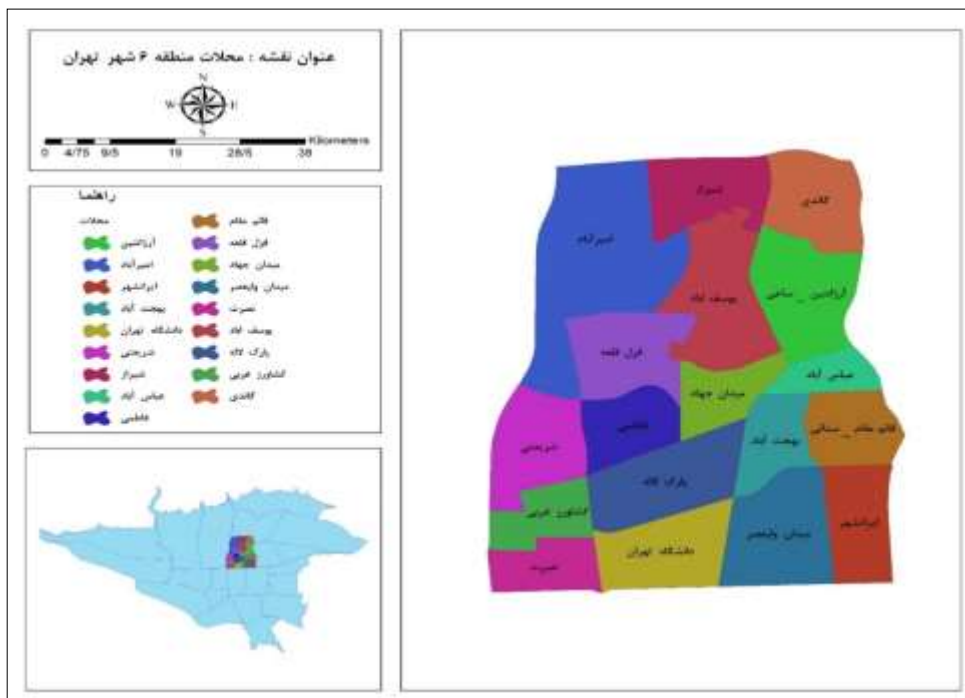 عنوان نقشه : محلات منطقه ۶ شهر تهران
N
W E
S
Kilometers
0 4/75 9/5 19 28/5 38
راهنما
محلات
آرژانتین
امیرآباد
ایرانشهر
بهجت آباد
دانشگاه تهران
شریعتی
شیراز
عباس آباد
فاطمی
قائم مقام
قزل قلعه
میدان جهاد
میدان ولیعصر
نصرت
یوسف اباد
پارک لاله
کشاورز غربی
گاندی
شیراز
گاندی
امیرآباد
یوسف اباد
آرژانتین _ ساعی
قزل قلعه
عباس آباد
میدان جهاد
فاطمی
بهجت آباد
قائم مقام _ سنائی
شریعتی
پارک لاله
کشاورز غربی
ایرانشهر
میدان ولیعصر
دانشگاه تهران
نصرت